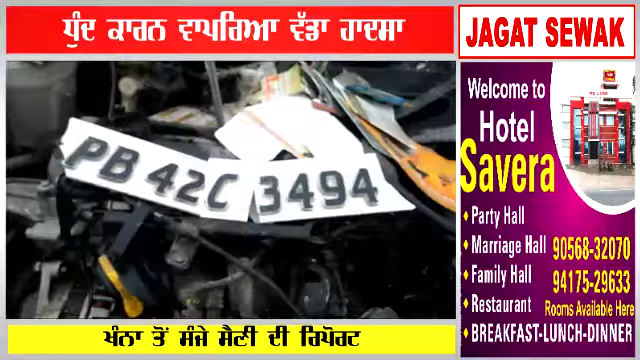 ਧੁੰਦ ਕਾਰਨ ਵਾਪਰਿਆ ਵੱਡਾ ਹਾਦਸਾ
PB 42C 3494
ਖੰਨਾ ਤੋਂ ਸੰਜੇ ਸੈਣੀ ਦੀ ਰਿਪੋਰਟ
JAGAT SEWAK
Welcome to
Hotel
Savera
• Party Hall
• Marriage Hall 90568-32070
• Family Hall 94175-29633
• Restaurant Rooms Available Here
• BREAKFAST-LUNCH-DINNER